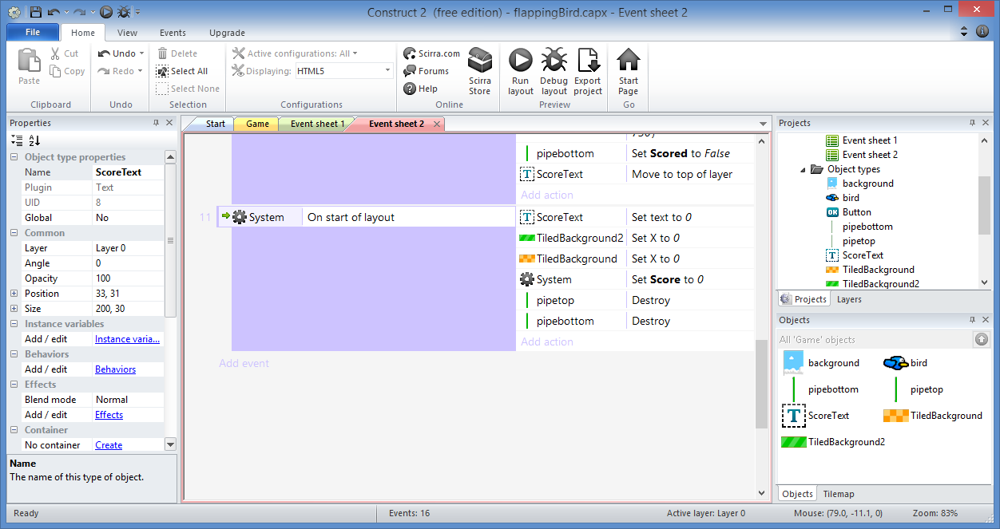 Construct 2 (free edition) - flappingBird.capx - Event sheet 2
File Home View Events Upgrade
Paste
Cut
Copy
Clipboard
Undo
Redo
Undo
Delete
Select All
Select None
Selection
Active configurations: All
Displaying: HTML5
Configurations
Scirra.com
Forums
Help
Scirra Store
Online
Run layout
Debug layout
Export project
Preview
Start Page
Go
Properties
Object type properties
Name ScoreText
Plugin Text
UID 8
Global No
Common
Layer Layer 0
Angle 0
Opacity 100
Position 33, 31
Size 200, 30
Instance variables
Add / edit Instance varia...
Behaviors
Add / edit Behaviors
Effects
Blend mode Normal
Add / edit Effects
Container
No container Create
Name
The name of this type of object.
Start Game Event sheet 1 Event sheet 2
pipebottom Set Scored to False
T ScoreText Move to top of layer
Add action
11 System On start of layout
T ScoreText Set text to 0
TiledBackground2 Set X to 0
TiledBackground Set X to 0
System Set Score to 0
pipetop Destroy
pipebottom Destroy
Add action
Add event
Projects
Event sheet 1
Event sheet 2
Object types
background
bird
OK Button
pipebottom
pipetop
T ScoreText
TiledBackground
TiledBackground2
Projects Layers
Objects
All 'Game' objects
background bird
pipebottom pipetop
T ScoreText TiledBackground
TiledBackground2
Objects Tilemap
Ready Events: 16 Active layer: Layer 0 Mouse: (79.0, -11.1, 0) Zoom: 83%